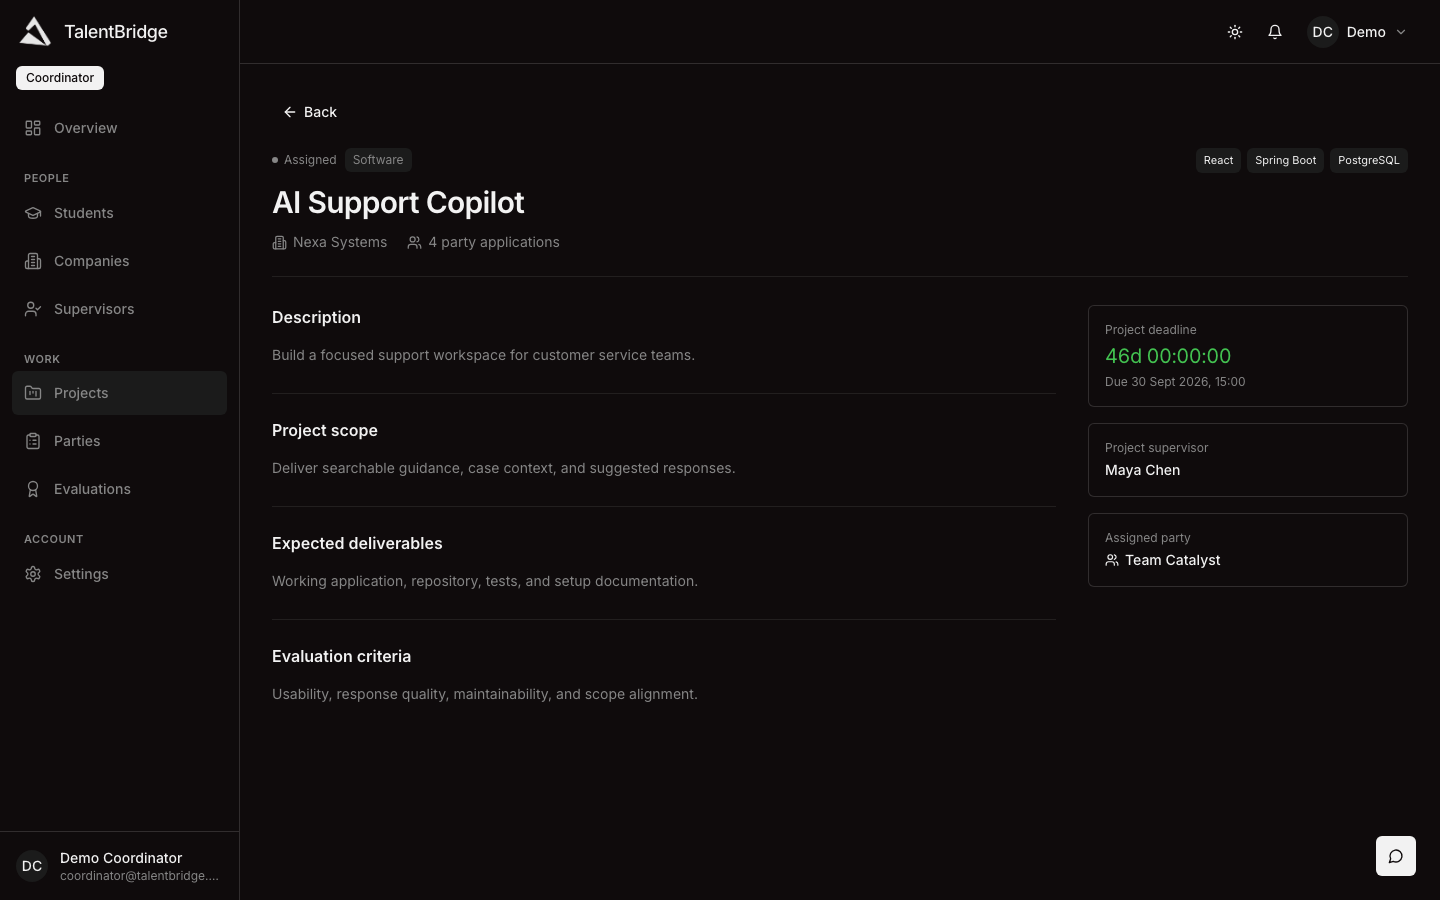 TalentBridge
Coordinator
Overview
PEOPLE
Students
Companies
Supervisors
WORK
Projects
Parties
Evaluations
ACCOUNT
Settings
DC
Demo Coordinator
coordinator@talentbridge....
DC Demo
Back
Assigned Software
React Spring Boot PostgreSQL
AI Support Copilot
Nexa Systems 4 party applications
Description
Build a focused support workspace for customer service teams.
Project scope
Deliver searchable guidance, case context, and suggested responses.
Expected deliverables
Working application, repository, tests, and setup documentation.
Evaluation criteria
Usability, response quality, maintainability, and scope alignment.
Project deadline
46d 00:00:00
Due 30 Sept 2026, 15:00
Project supervisor
Maya Chen
Assigned party
Team Catalyst